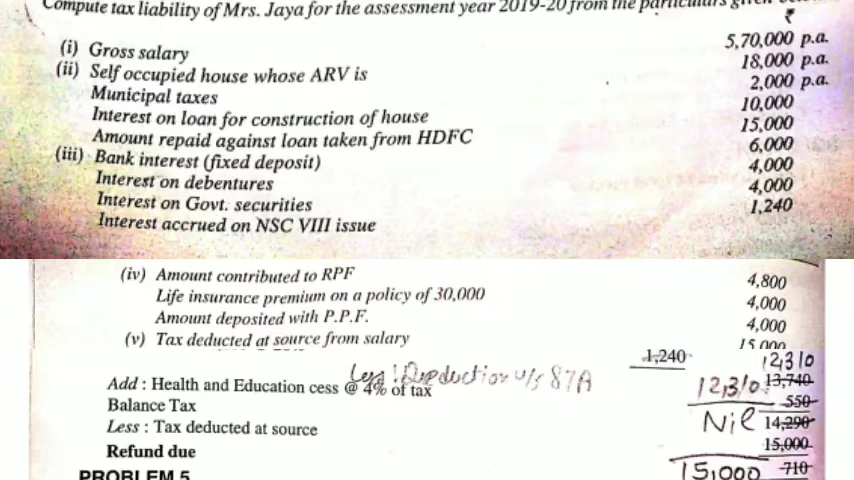 Compute tax liability of Mrs. Jaya for the assessment year 2019-20 from the particulars
₹
(i) Gross salary 5,70,000 p.a.
(ii) Self occupied house whose ARV is 18,000 p.a.
Municipal taxes 2,000 p.a.
Interest on loan for construction of house 10,000
Amount repaid against loan taken from HDFC 15,000
(iii) Bank interest (fixed deposit) 6,000
Interest on debentures 4,000
Interest on Govt. securities 4,000
Interest accrued on NSC VIII issue 1,240
(iv) Amount contributed to RPF 4,800
Life insurance premium on a policy of 30,000 4,000
Amount deposited with P.P.F. 4,000
(v) Tax deducted at source from salary 15,000
1,240 12,310
Less : Deduction u/s 87A 12,310 13,740
Add : Health and Education cess @ 4% of tax 550
Balance Tax Nil 14,290
Less : Tax deducted at source 15,000
Refund due 15,000 710
PROBLEM 5